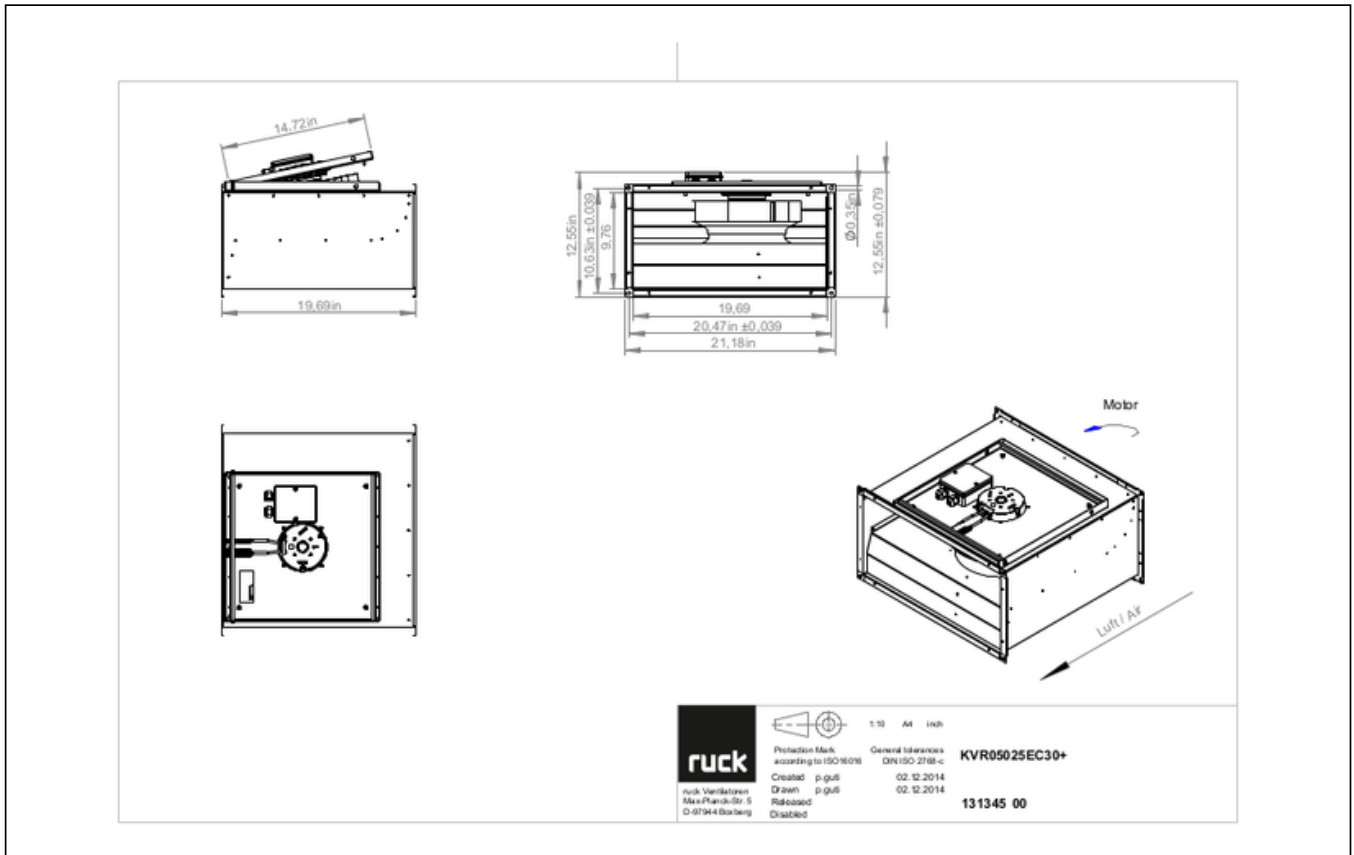 14,72in
19,69in
12,55in
10,63in ±0,039
9,76
Ø0,35in
12,55in ±0,079
19,69
20,47in ±0,039
21,18in
Motor
Luft / Air
ruck
ruck Ventilatoren
Max-Planck-Str. 5
D-97944 Boxberg
1:10 A4 inch
Protection Mark
according to ISO16016
General tolerances
DIN ISO 2768-c
Created p.guti 02.12.2014
Drawn p.guti 02.12.2014
Released
Disabled
KVR05025EC30+
131345 00